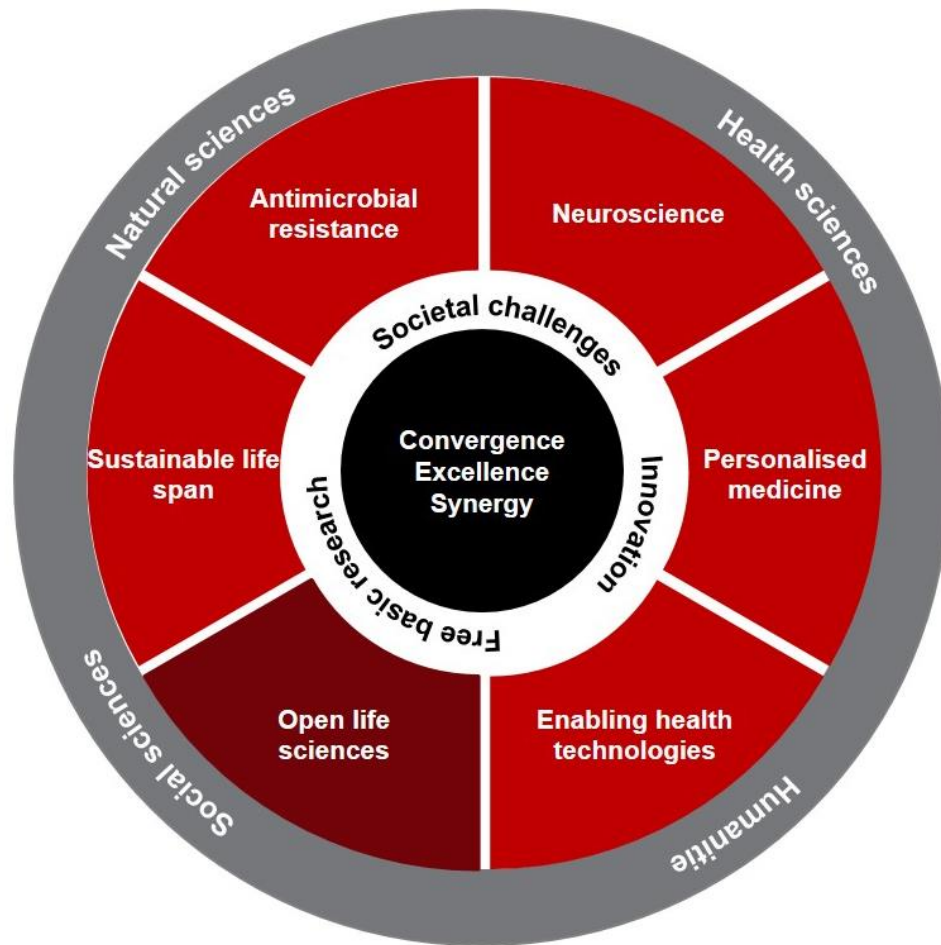 Natural sciences
Health sciences
Antimicrobial
resistance
Neuroscience
Societal challenges
Sustainable life
span
Convergence
Excellence
Synergy
Innovation
Personalised
medicine
Free basic research
Open life
sciences
Enabling health
technologies
Social sciences
Humanitie